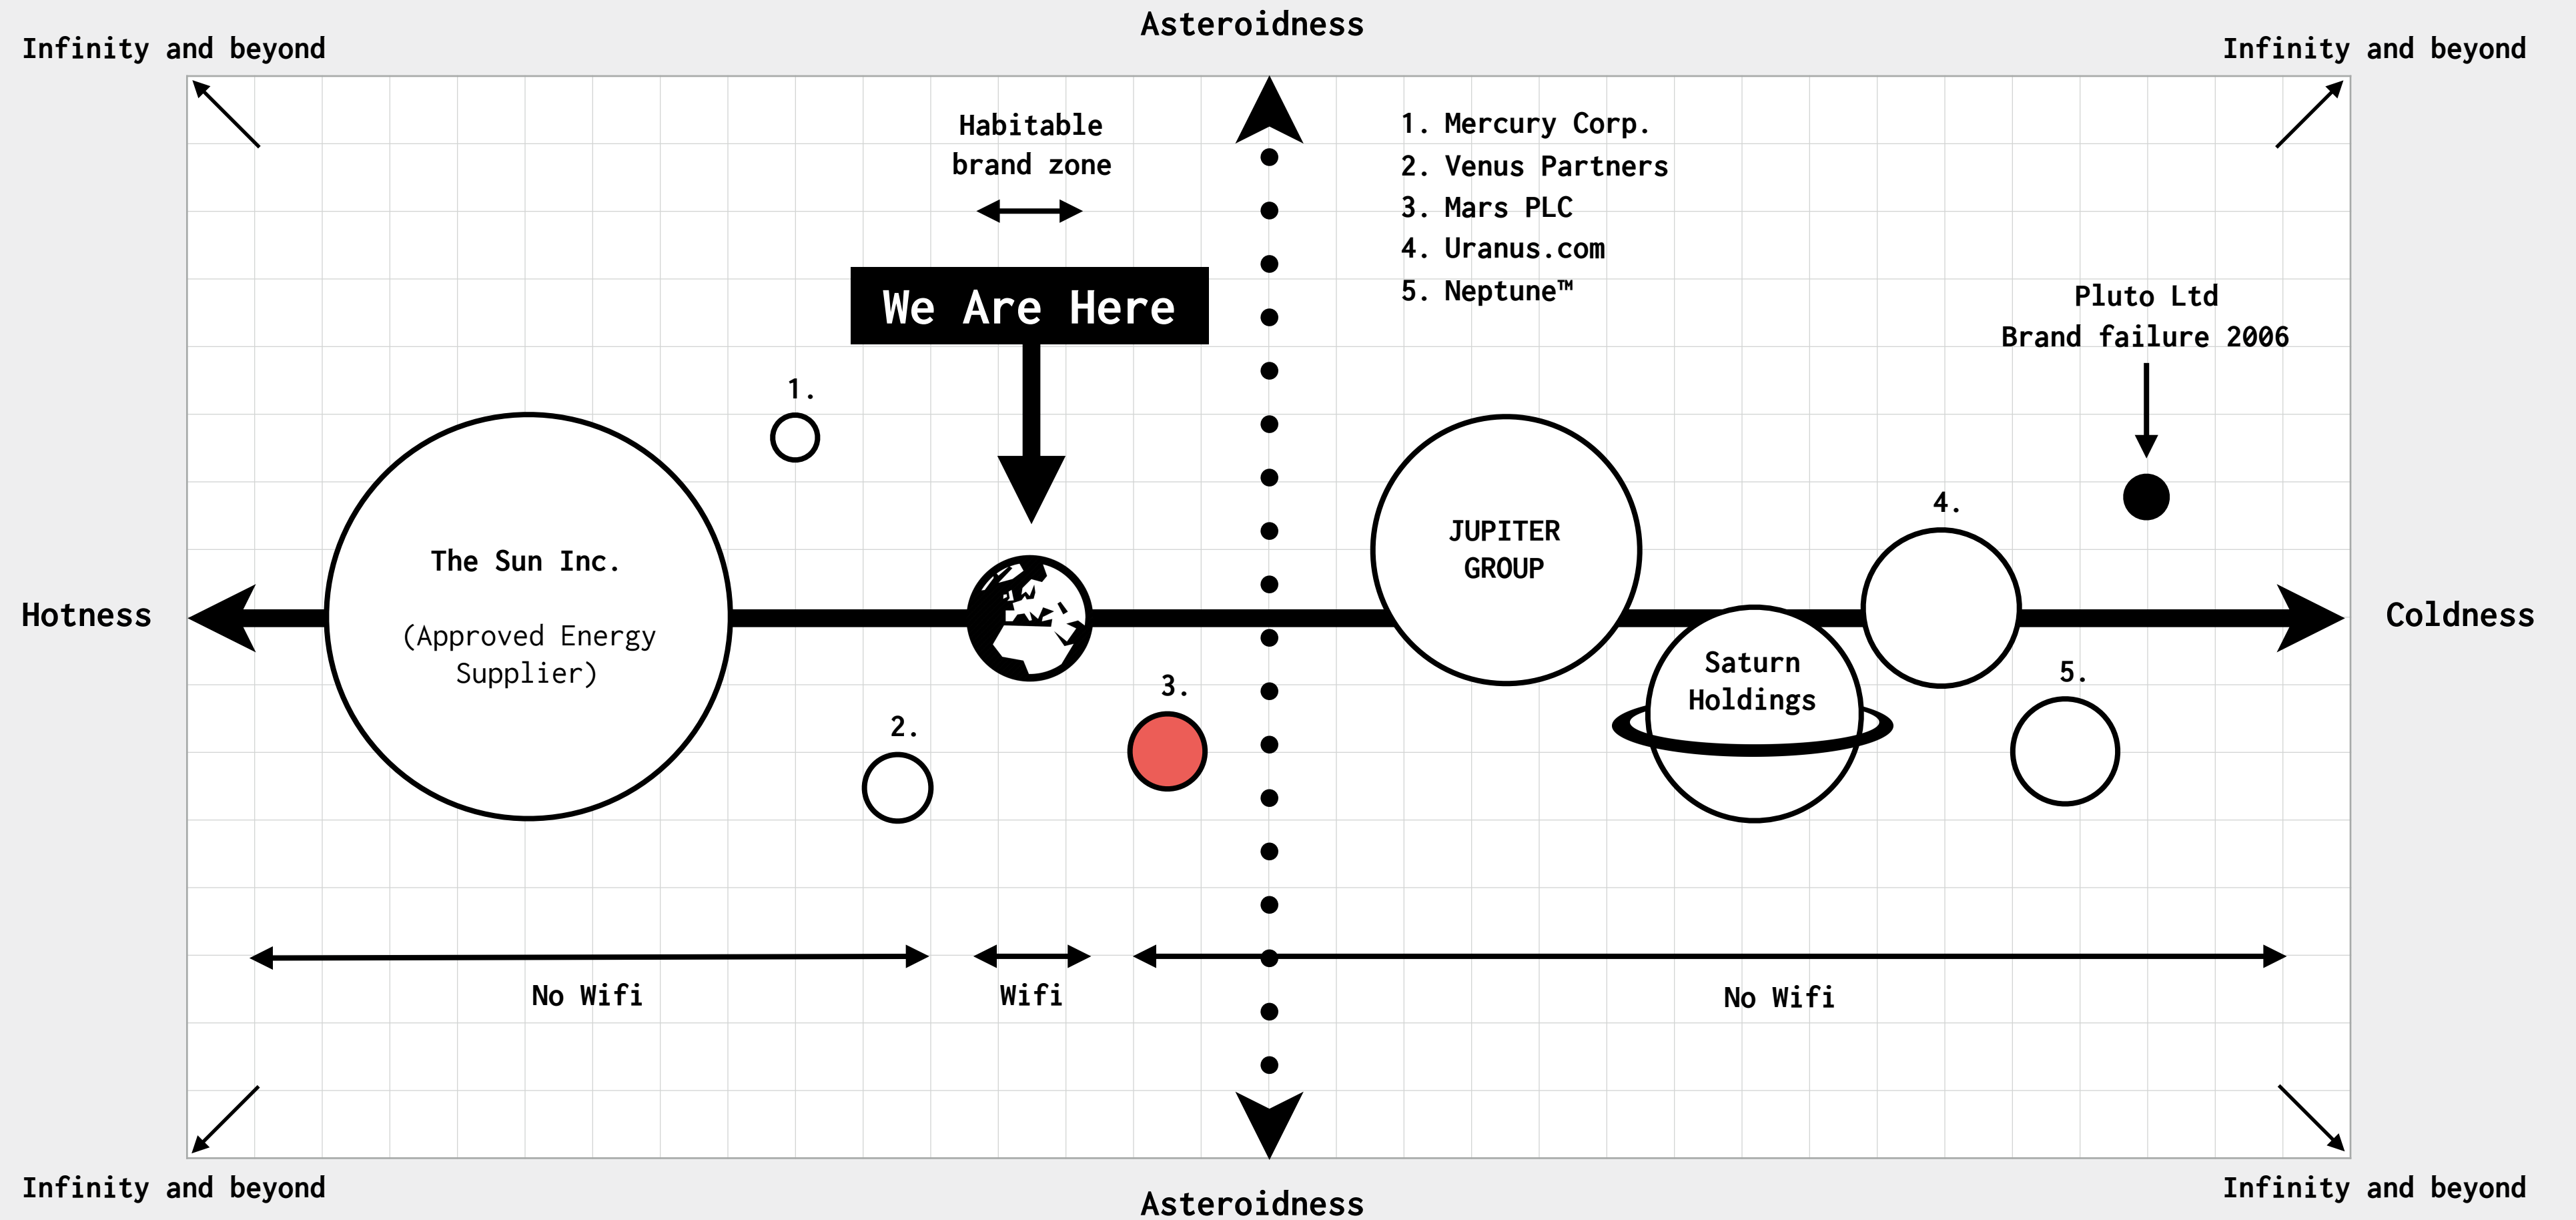 Asteroidness
Infinity and beyond
Infinity and beyond
Habitable
brand zone
1. Mercury Corp.
2. Venus Partners
3. Mars PLC
4. Uranus.com
5. Neptune™
We Are Here
Pluto Ltd
Brand failure 2006
1.
4.
JUPITER
GROUP
The Sun Inc.
(Approved Energy
Supplier)
Hotness
Coldness
Saturn
Holdings
3.
5.
2.
No Wifi
Wifi
No Wifi
Infinity and beyond
Infinity and beyond
Asteroidness